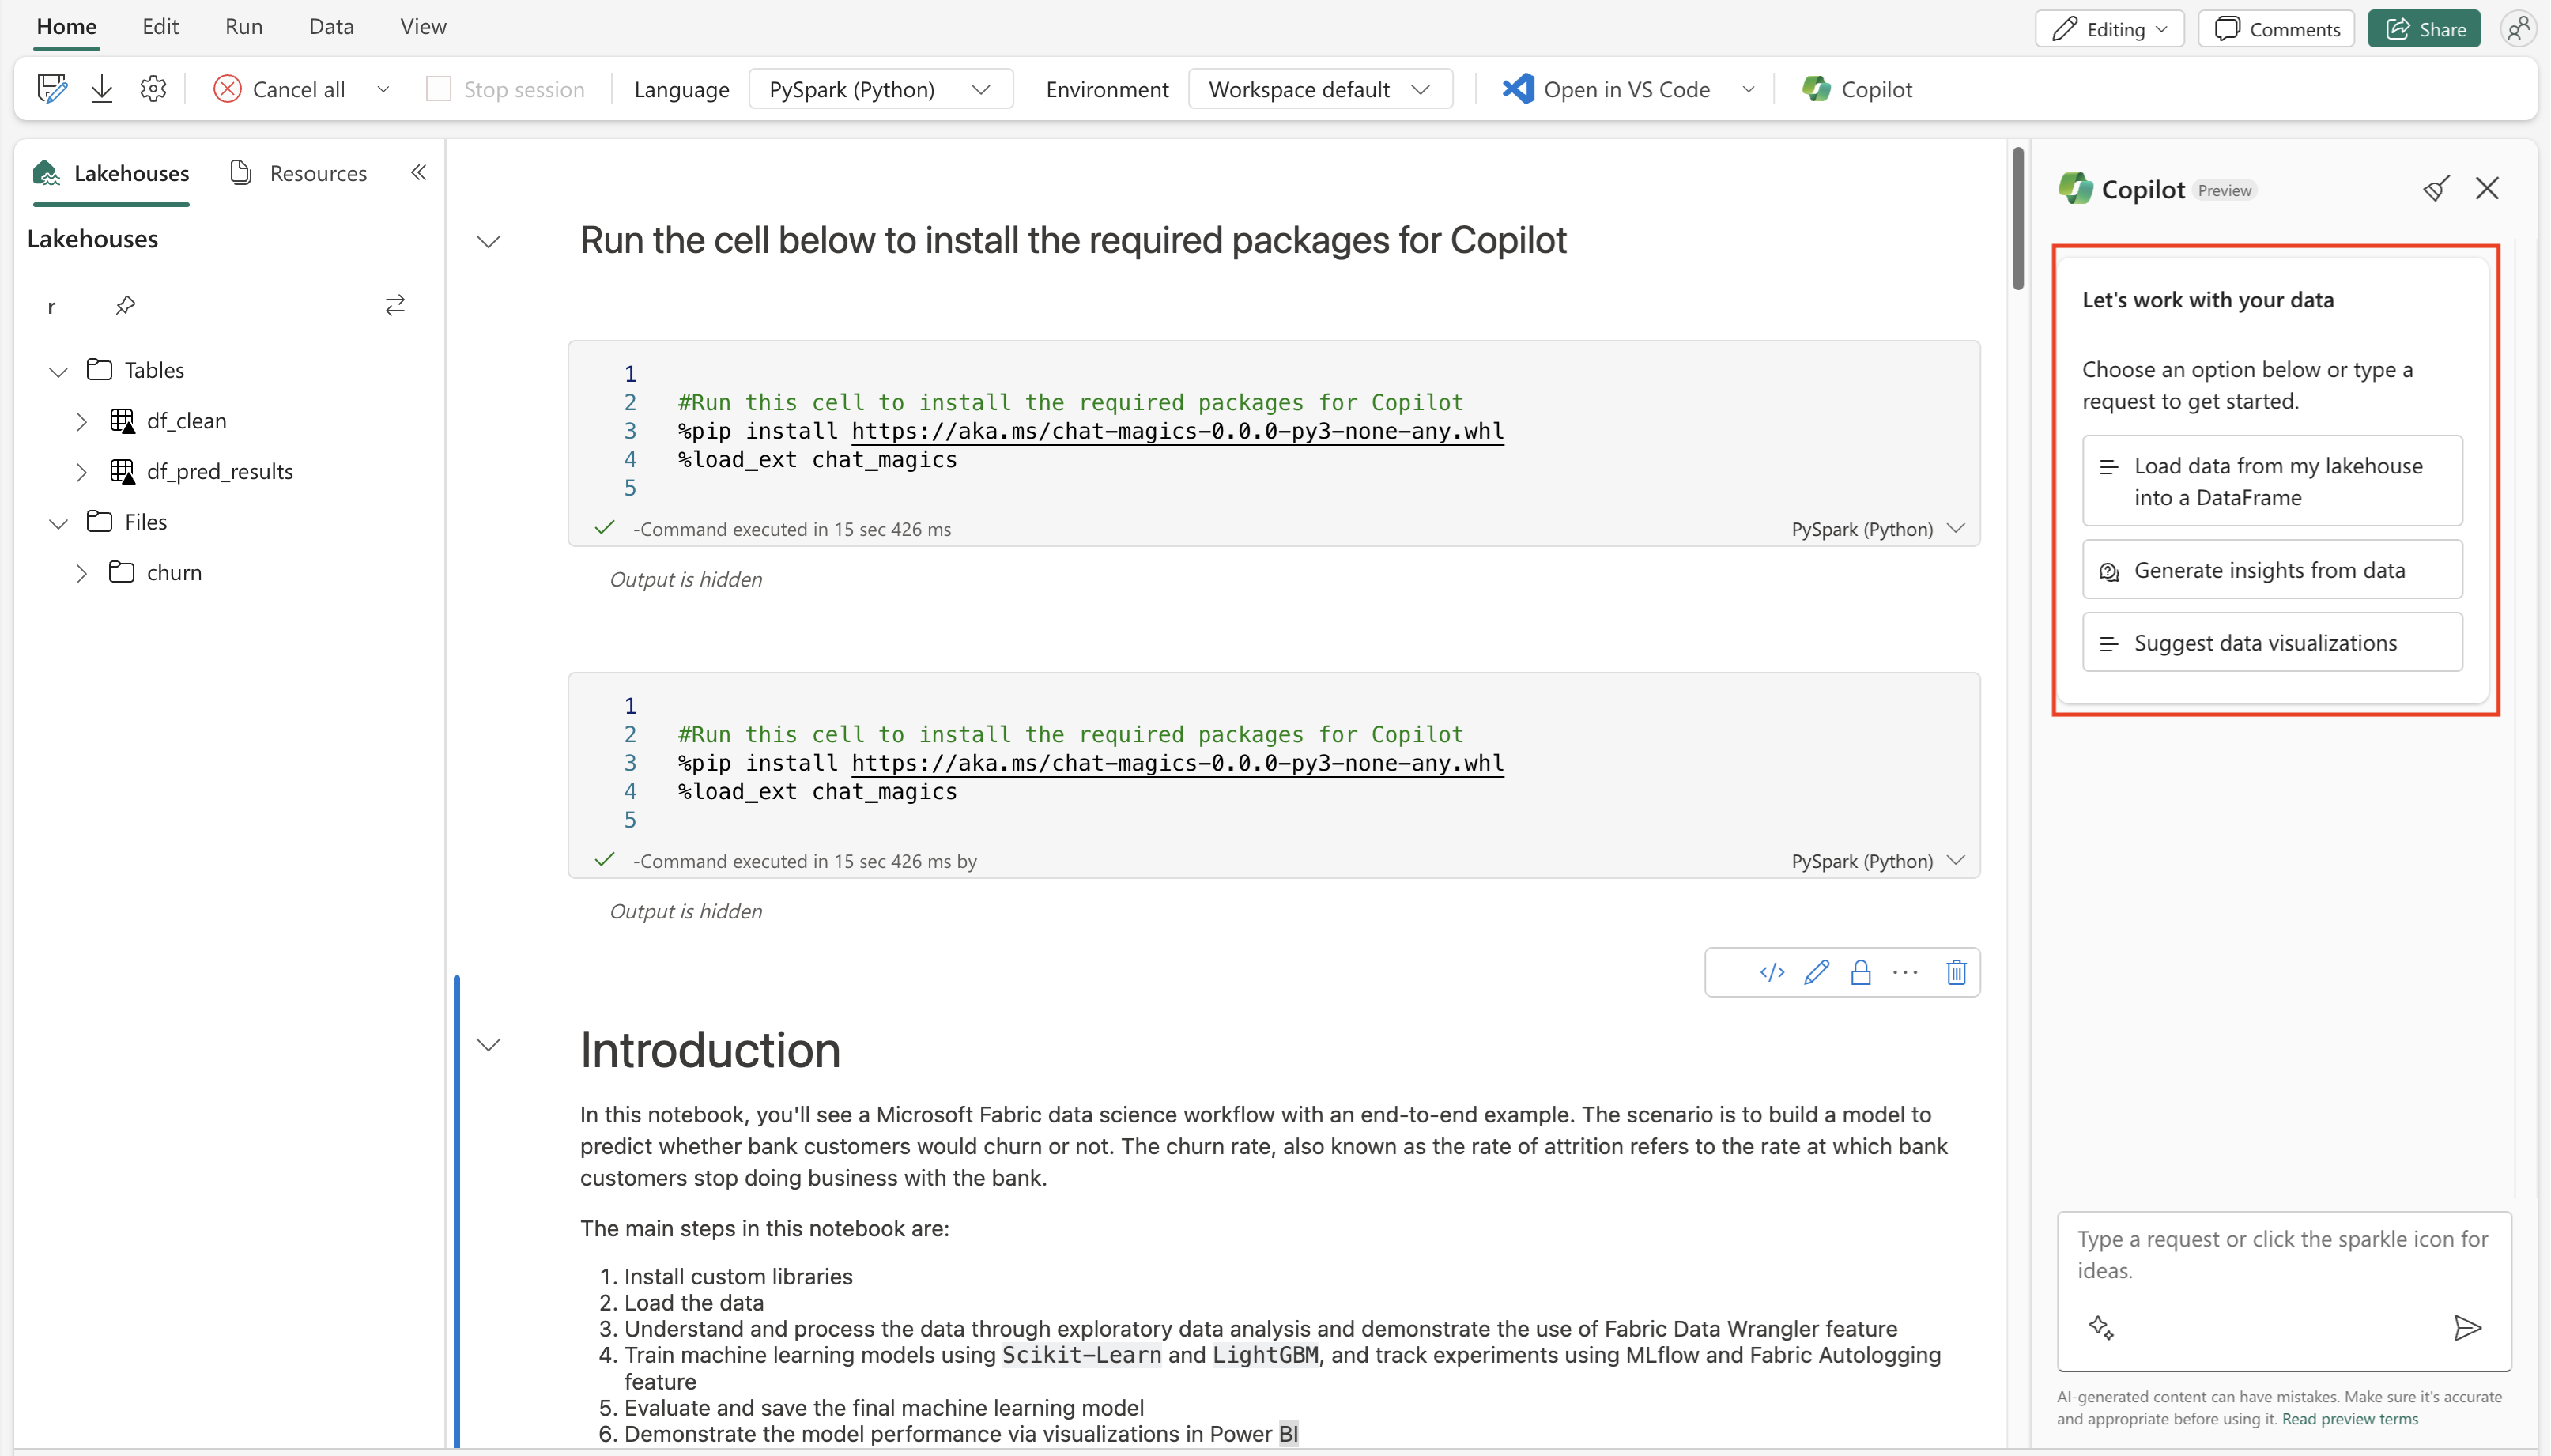 Home Edit Run Data View Editing Comments Share
Cancel all Stop session Language PySpark (Python) Environment Workspace default Open in VS Code Copilot
Lakehouses Resources
Lakehouses
r
Tables
df_clean
df_pred_results
Files
churn
Run the cell below to install the required packages for Copilot
1
2 #Run this cell to install the required packages for Copilot
3 %pip install https://aka.ms/chat-magics-0.0.0-py3-none-any.whl
4 %load_ext chat_magics
5
-Command executed in 15 sec 426 ms PySpark (Python)
Output is hidden
1
2 #Run this cell to install the required packages for Copilot
3 %pip install https://aka.ms/chat-magics-0.0.0-py3-none-any.whl
4 %load_ext chat_magics
5
-Command executed in 15 sec 426 ms by PySpark (Python)
Output is hidden
Introduction
In this notebook, you'll see a Microsoft Fabric data science workflow with an end-to-end example. The scenario is to build a model to
predict whether bank customers would churn or not. The churn rate, also known as the rate of attrition refers to the rate at which bank
customers stop doing business with the bank.
The main steps in this notebook are:
1. Install custom libraries
2. Load the data
3. Understand and process the data through exploratory data analysis and demonstrate the use of Fabric Data Wrangler feature
4. Train machine learning models using Scikit-Learn and LightGBM, and track experiments using MLflow and Fabric Autologging
feature
5. Evaluate and save the final machine learning model
6. Demonstrate the model performance via visualizations in Power BI
Copilot Preview
Let's work with your data
Choose an option below or type a
request to get started.
Load data from my lakehouse
into a DataFrame
Generate insights from data
Suggest data visualizations
Type a request or click the sparkle icon for
ideas.
AI-generated content can have mistakes. Make sure it's accurate
and appropriate before using it. Read preview terms